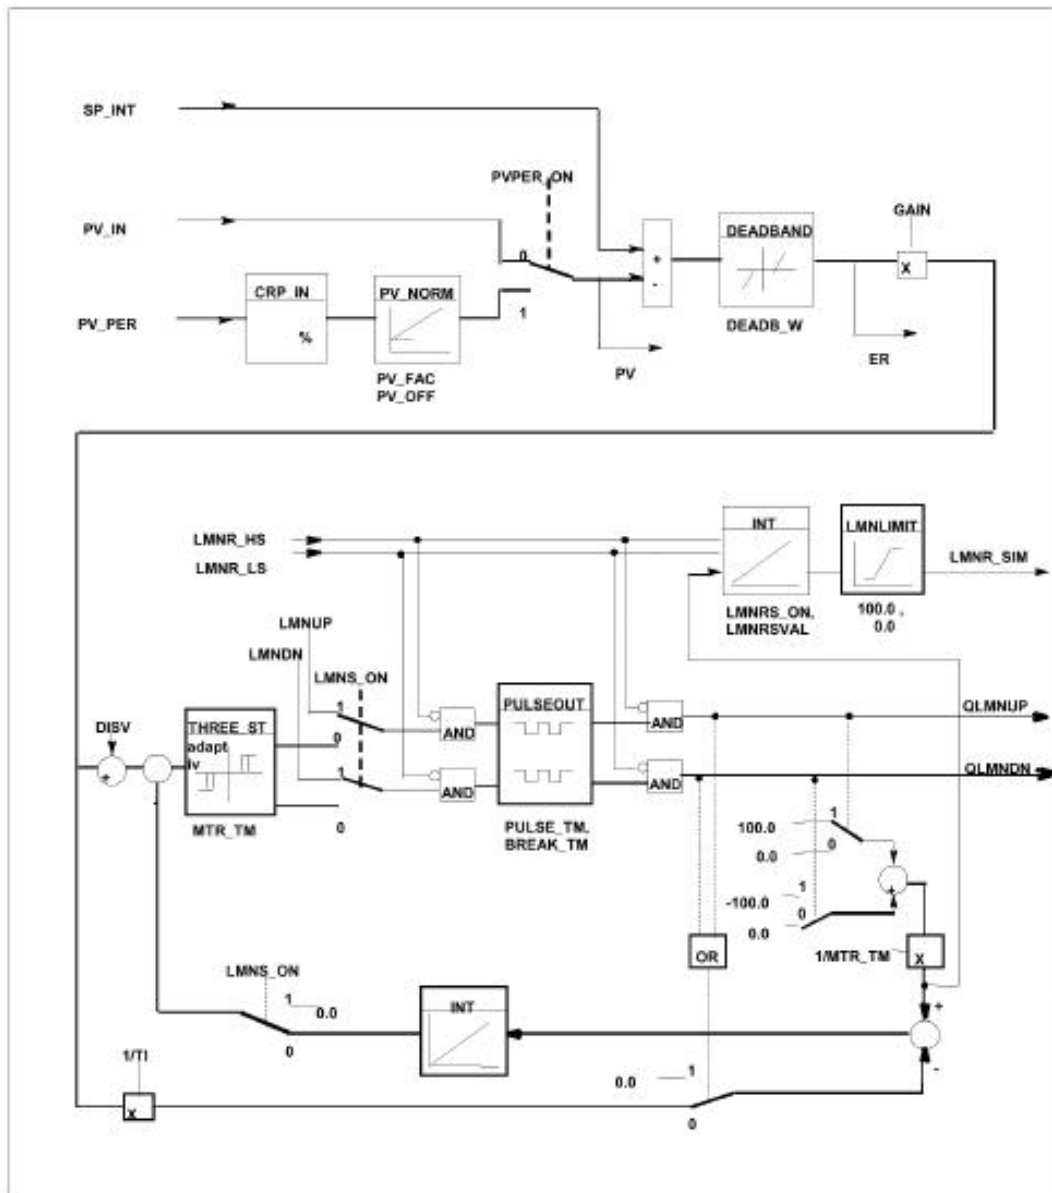 SP_INT
PVPER_ON
GAIN
PV_IN
DEADBAND
0
+
-
X
CRP_IN
PV_NORM
PV_PER
%
1
DEADB_W
ER
PV
PV_FAC
PV_OFF
INT
LMNLIMIT
LMNR_HS
LMNR_LS
LMNR_SIM
LMNRS_ON,
LMNRSVAL
100.0 ,
0.0
LMNUP
LMNDN
LMNS_ON
1
PULSEOUT
QLMNUP
DISV
THREE_ST
adapt
iv
0
AND
AND
+
1
AND
AND
QLMNDN
MTR_TM
0
PULSE_TM,
BREAK_TM
100.0
1
0.0
0
-100.0
1
+
0.0
0
OR
1/MTR_TM
X
LMNS_ON
1
0.0
INT
+
0
1/TI
0.0
1
-
X
0